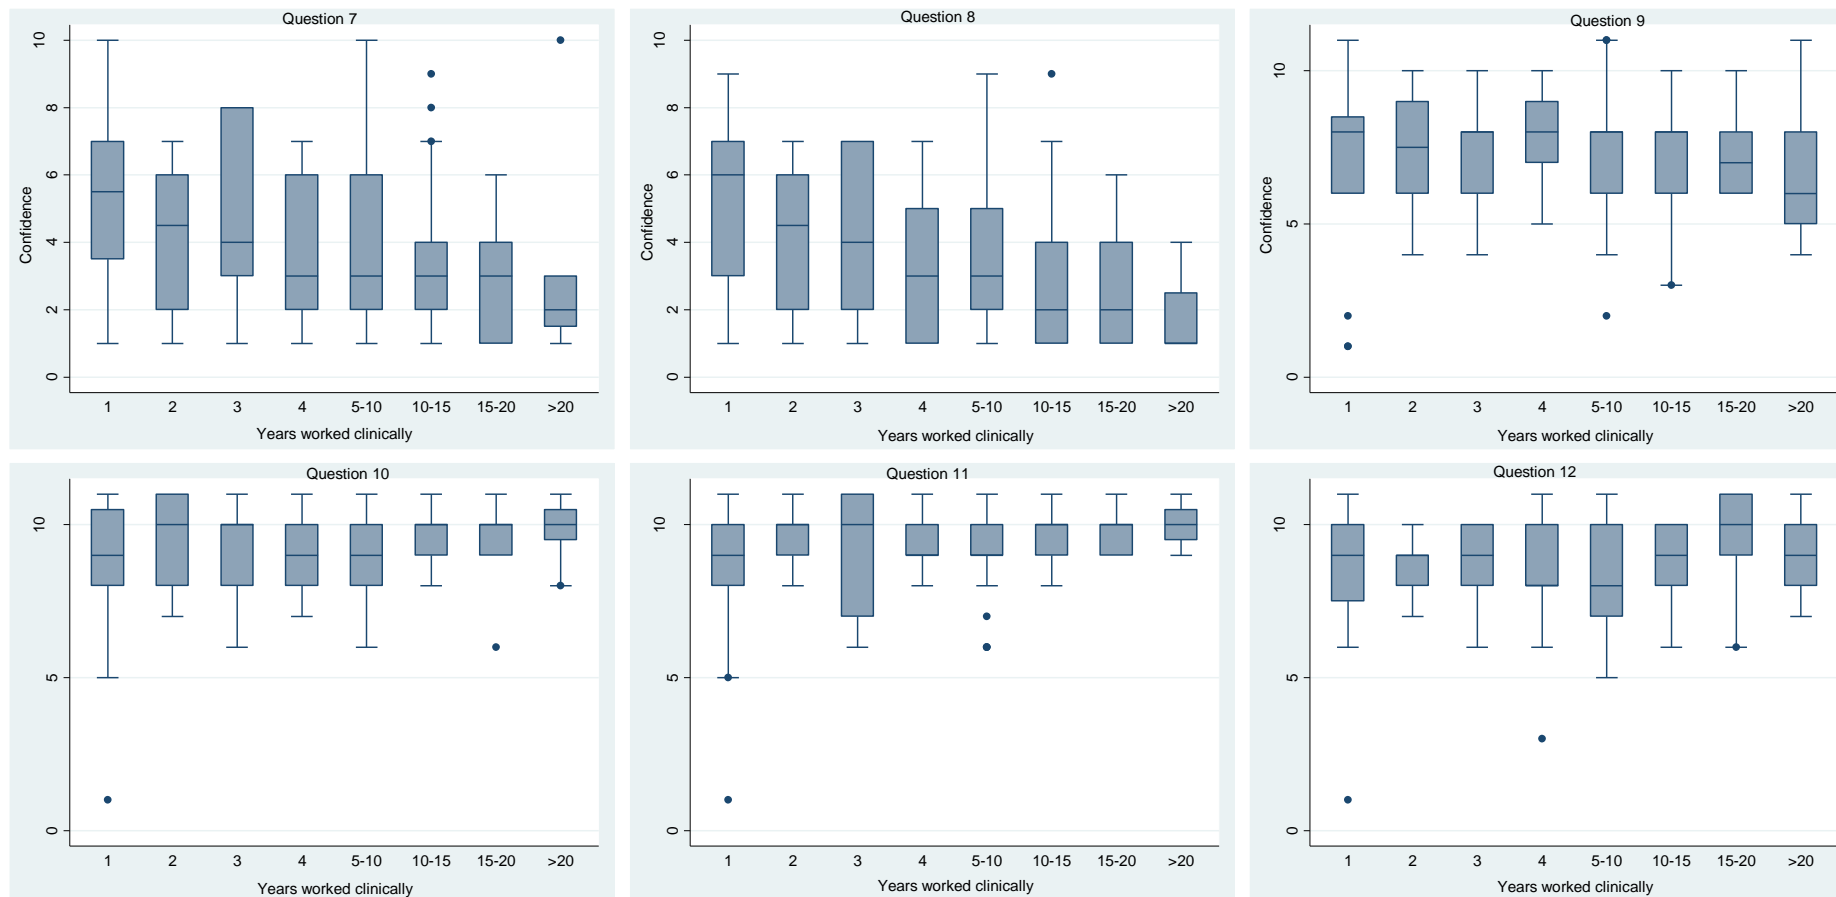 Question 7
Confidence
10
8
6
4
2
0
1 2 3 4 5-10 10-15 15-20 >20
Years worked clinically
Question 8
Confidence
10
8
6
4
2
0
1 2 3 4 5-10 10-15 15-20 >20
Years worked clinically
Question 9
Confidence
10
5
0
1 2 3 4 5-10 10-15 15-20 >20
Years worked clinically
Question 10
10
5
0
1 2 3 4 5-10 10-15 15-20 >20
Years worked clinically
Question 11
10
5
0
1 2 3 4 5-10 10-15 15-20 >20
Years worked clinically
Question 12
10
5
0
1 2 3 4 5-10 10-15 15-20 >20
Years worked clinically